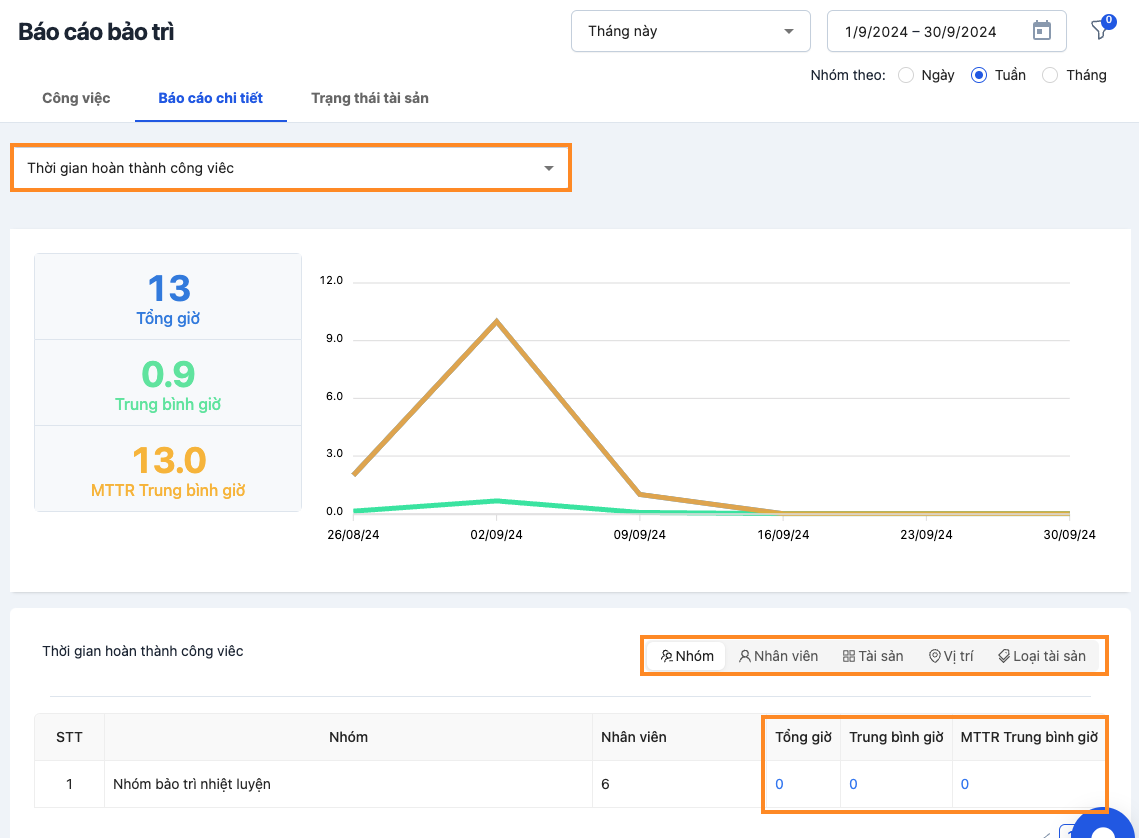 Báo cáo bảo trì
Tháng này
1/9/2024 – 30/9/2024
0
Nhóm theo: Ngày Tuần Tháng
Công việc Báo cáo chi tiết Trạng thái tài sản
Thời gian hoàn thành công viêc
13
Tổng giờ
0.9
Trung bình giờ
13.0
MTTR Trung bình giờ
12.0
9.0
6.0
3.0
0.0
26/08/24 02/09/24 09/09/24 16/09/24 23/09/24 30/09/24
Thời gian hoàn thành công viêc
Nhóm Nhân viên Tài sản Vị trí Loại tài sản
STT Nhóm Nhân viên Tổng giờ Trung bình giờ MTTR Trung bình giờ
1 Nhóm bảo trì nhiệt luyện 6 0 0 0